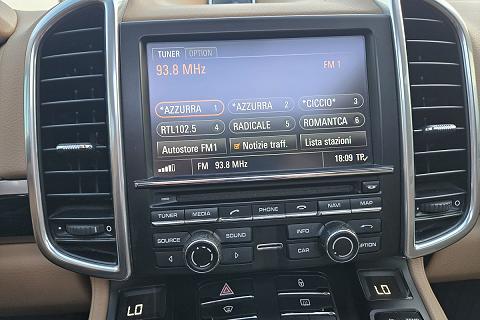 TUNER OPTION
93.8 MHz FM 1
*AZZURRA 1 *AZZURRA 2 *CICCIO* 3
RTL102.5 4 RADICALE 5 ROMANTCA 6
Autostore FM1 Notizie traff. Lista stazioni
FM 93.8 MHz 18:09 TP
TUNER MEDIA PHONE NAVI MAP
SOURCE SOUND INFO
CAR OPTION
LO LO